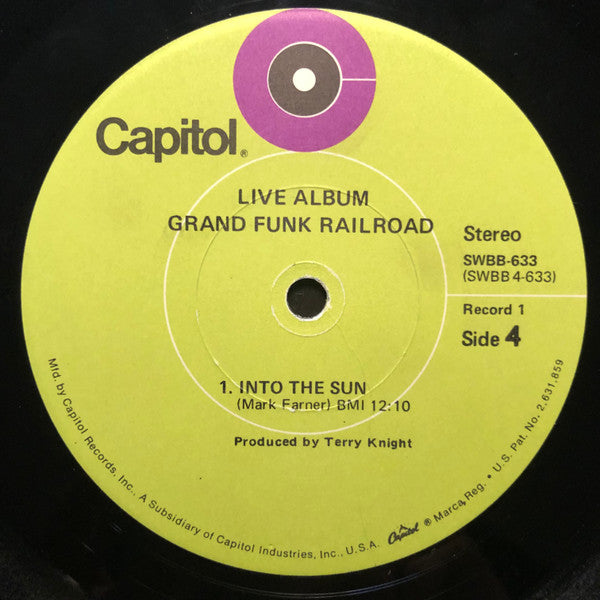 Capitol®
LIVE ALBUM
GRAND FUNK RAILROAD
Stereo
SWBB-633
(SWBB 4-633)
Record 1
Side 4
1. INTO THE SUN
(Mark Farner) BMI 12:10
Produced by Terry Knight
Mfd. by Capitol Records, Inc., A Subsidiary of Capitol Industries, Inc., U.S.A. Capitol ® Marca Reg. • U.S. Pat. No. 2,631,859